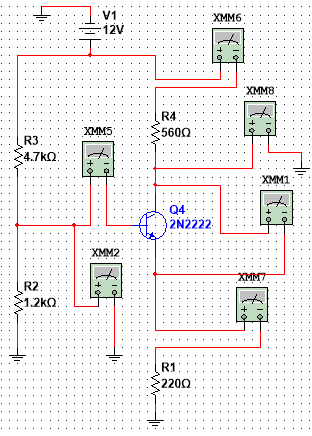 XMM6
V1
12V
XMM8
R4
560Ω
R3
4.7kΩ
XMM5
XMM1
Q4
2N2222
XMM2
XMM7
R2
1.2kΩ
R1
220Ω